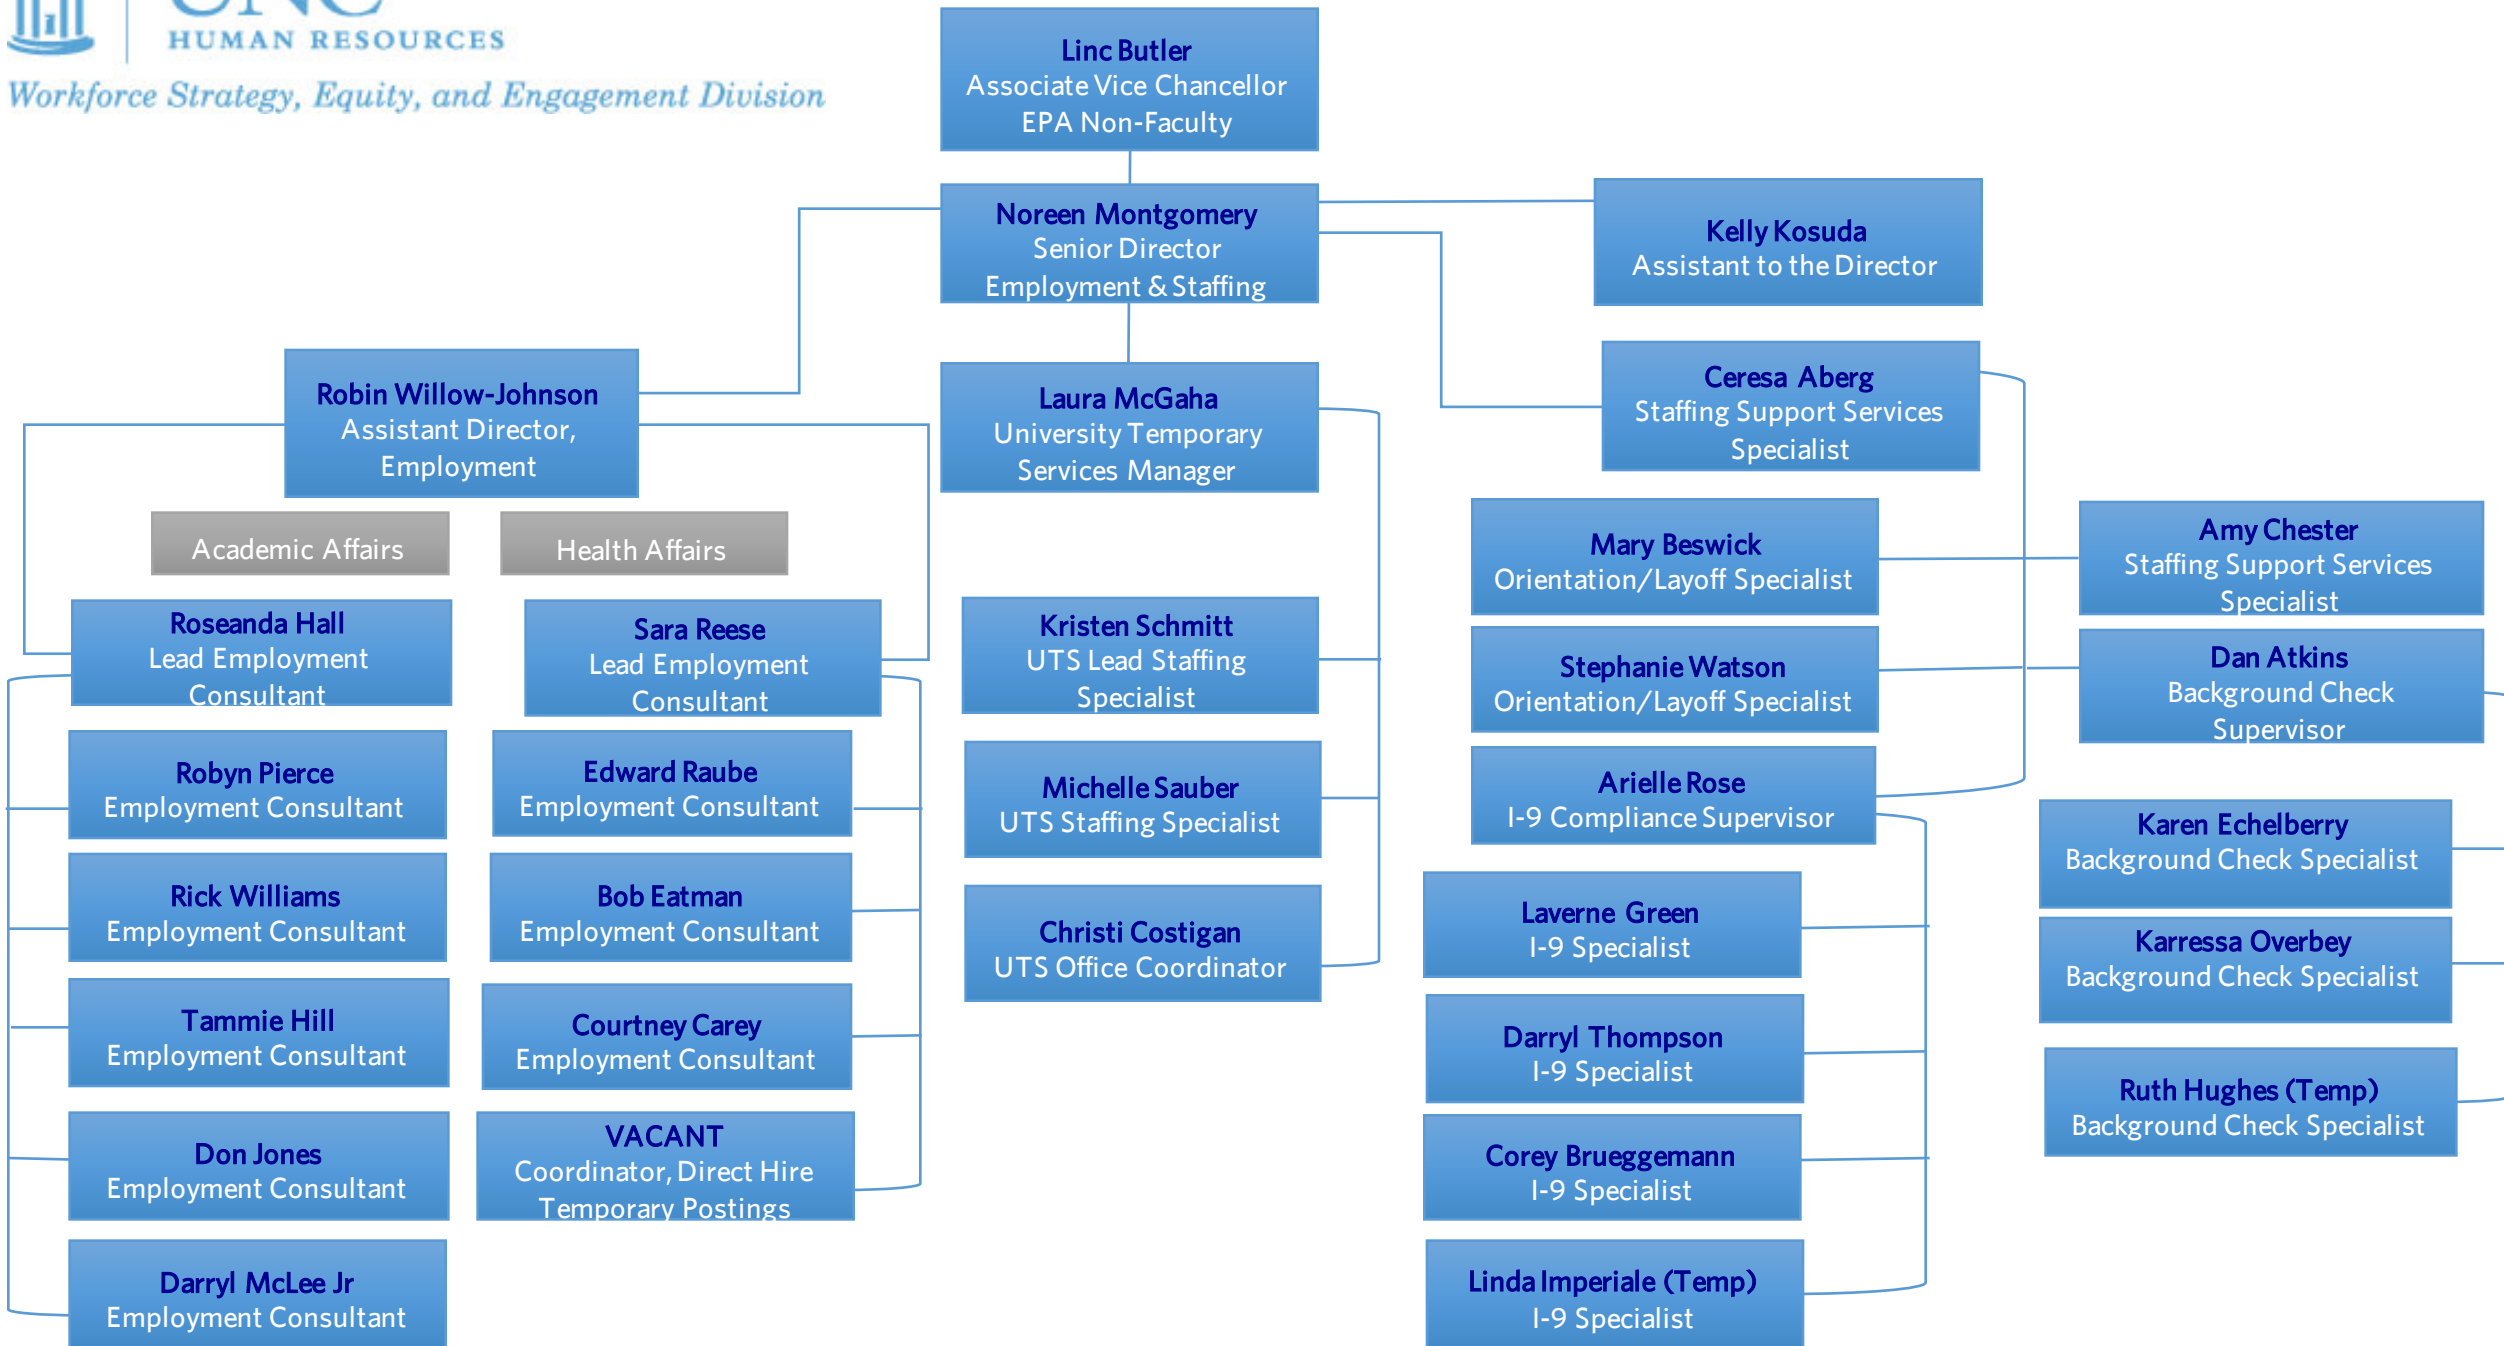 UNC
HUMAN RESOURCES
Workforce Strategy, Equity, and Engagement Division
Linc Butler
Associate Vice Chancellor
EPA Non-Faculty
Noreen Montgomery
Senior Director
Employment & Staffing
Kelly Kosuda
Assistant to the Director
Robin Willow-Johnson
Assistant Director,
Employment
Laura McGaha
University Temporary
Services Manager
Ceresa Aberg
Staffing Support Services
Specialist
Academic Affairs
Health Affairs
Roseanda Hall
Lead Employment
Consultant
Robyn Pierce
Employment Consultant
Rick Williams
Employment Consultant
Tammie Hill
Employment Consultant
Don Jones
Employment Consultant
Darryl McLee Jr
Employment Consultant
Sara Reese
Lead Employment
Consultant
Edward Raube
Employment Consultant
Bob Eatman
Employment Consultant
Courtney Carey
Employment Consultant
VACANT
Coordinator, Direct Hire
Temporary Postings
Kristen Schmitt
UTS Lead Staffing
Specialist
Michelle Sauber
UTS Staffing Specialist
Christi Costigan
UTS Office Coordinator
Mary Beswick
Orientation/Layoff Specialist
Stephanie Watson
Orientation/Layoff Specialist
Arielle Rose
I-9 Compliance Supervisor
Laverne Green
I-9 Specialist
Darryl Thompson
I-9 Specialist
Corey Brueggemann
I-9 Specialist
Linda Imperiale (Temp)
I-9 Specialist
Amy Chester
Staffing Support Services
Specialist
Dan Atkins
Background Check
Supervisor
Karen Echelberry
Background Check Specialist
Karressa Overbey
Background Check Specialist
Ruth Hughes (Temp)
Background Check Specialist